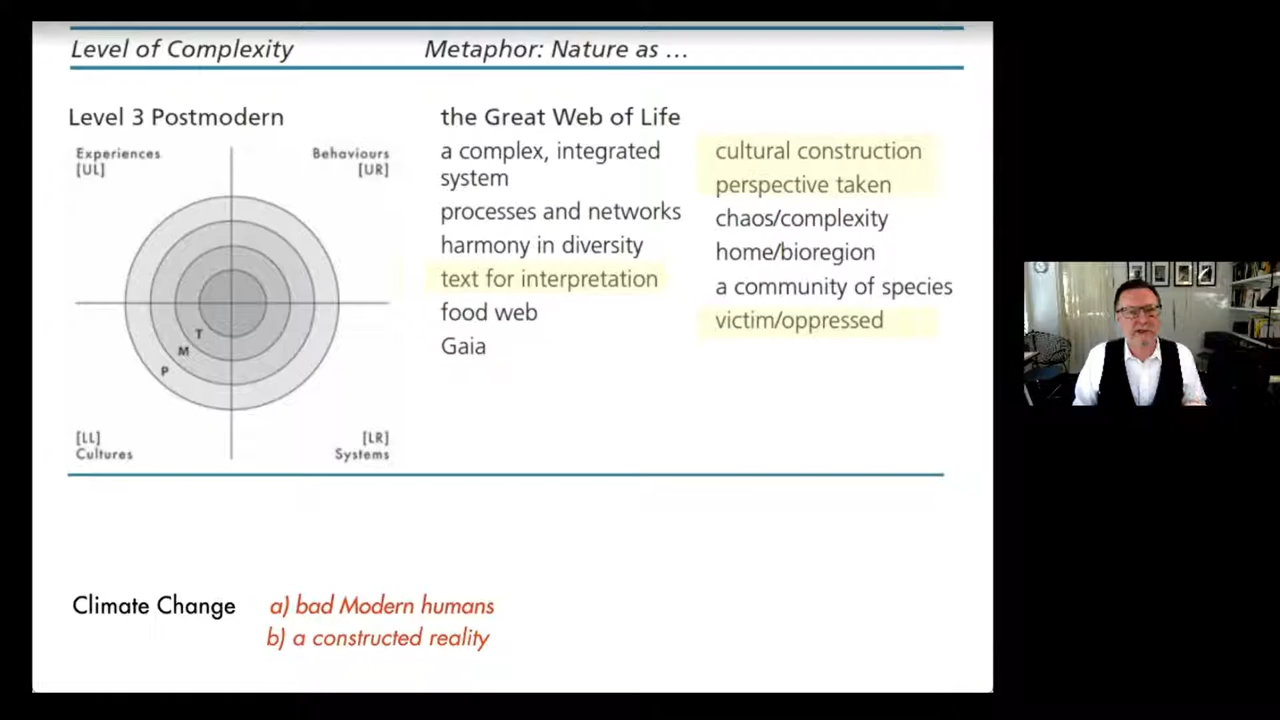 Level of Complexity
Metaphor: Nature as …
Level 3 Postmodern
Experiences
[UL]
Behaviours
[UR]
T
M
P
[LL]
Cultures
[LR]
Systems
the Great Web of Life
a complex, integrated
system
processes and networks
harmony in diversity
text for interpretation
food web
Gaia
cultural construction
perspective taken
chaos/complexity
home/bioregion
a community of species
victim/oppressed
Climate Change
a) bad Modern humans
b) a constructed reality